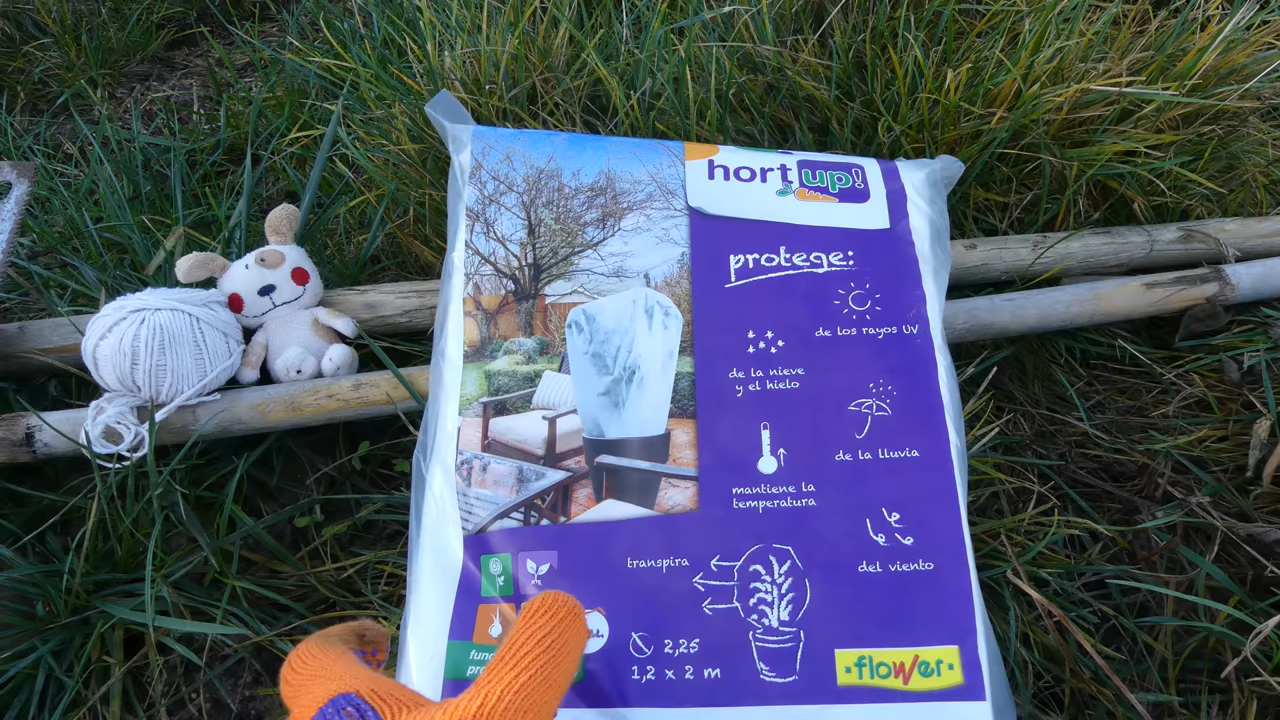 hort up!
protege:
de los rayos UV
de la nieve
y el hielo
de la lluvia
mantiene la
temperatura
del viento
transpira
2,25
1,2 x 2 m
flower